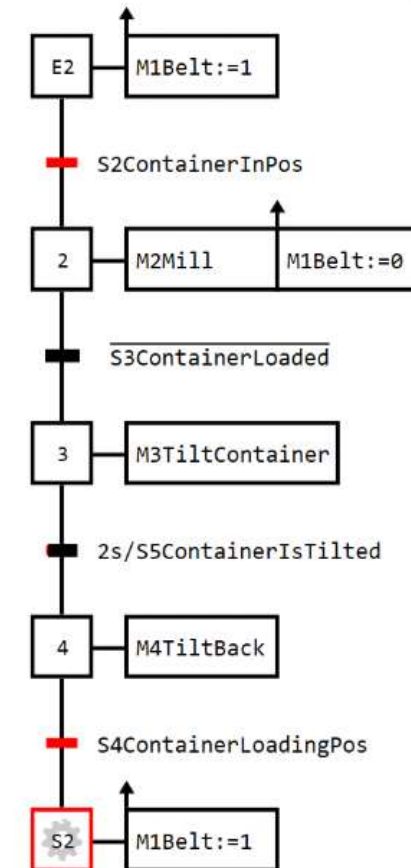 E2 M1Belt:=1
S2ContainerInPos
2 M2Mill M1Belt:=0
S3ContainerLoaded
3 M3TiltContainer
2s/S5ContainerIsTilted
4 M4TiltBack
S4ContainerLoadingPos
S2 M1Belt:=1